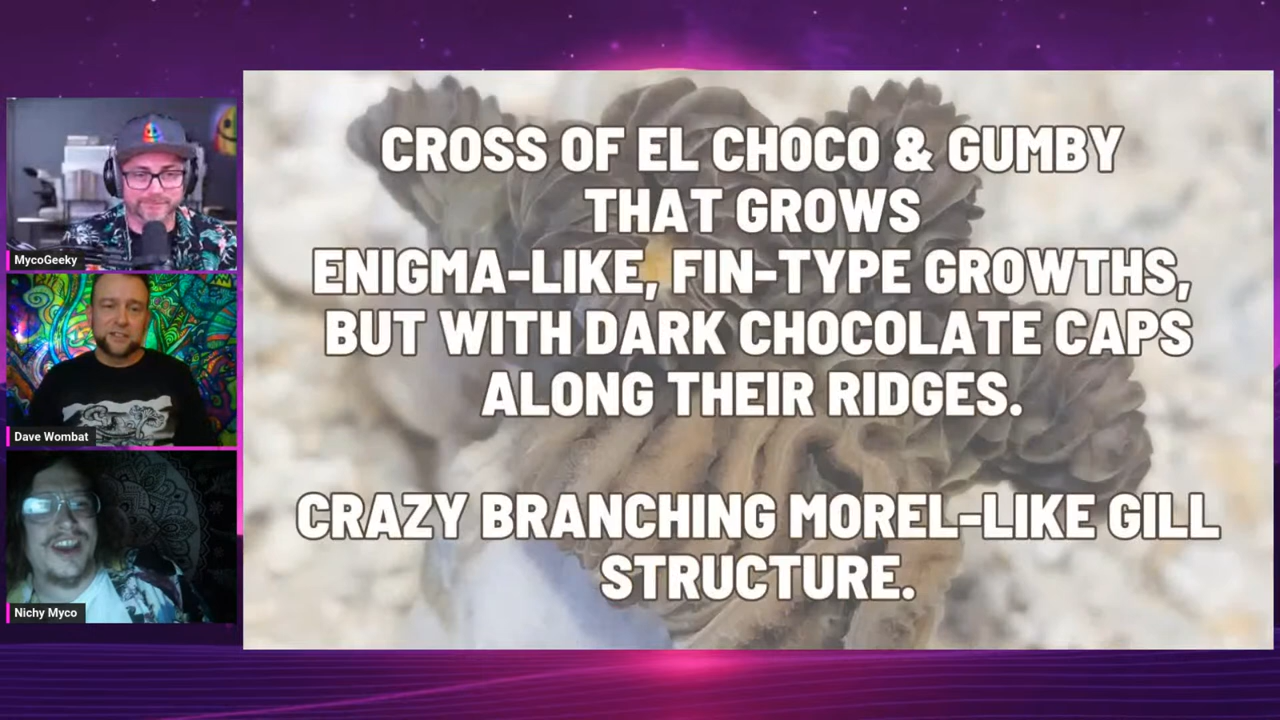 MycoGeeky
Dave Wombat
Nichy Myco
CROSS OF EL CHOCO & GUMBY
THAT GROWS
ENIGMA-LIKE, FIN-TYPE GROWTHS,
BUT WITH DARK CHOCOLATE CAPS
ALONG THEIR RIDGES.
CRAZY BRANCHING MOREL-LIKE GILL
STRUCTURE.